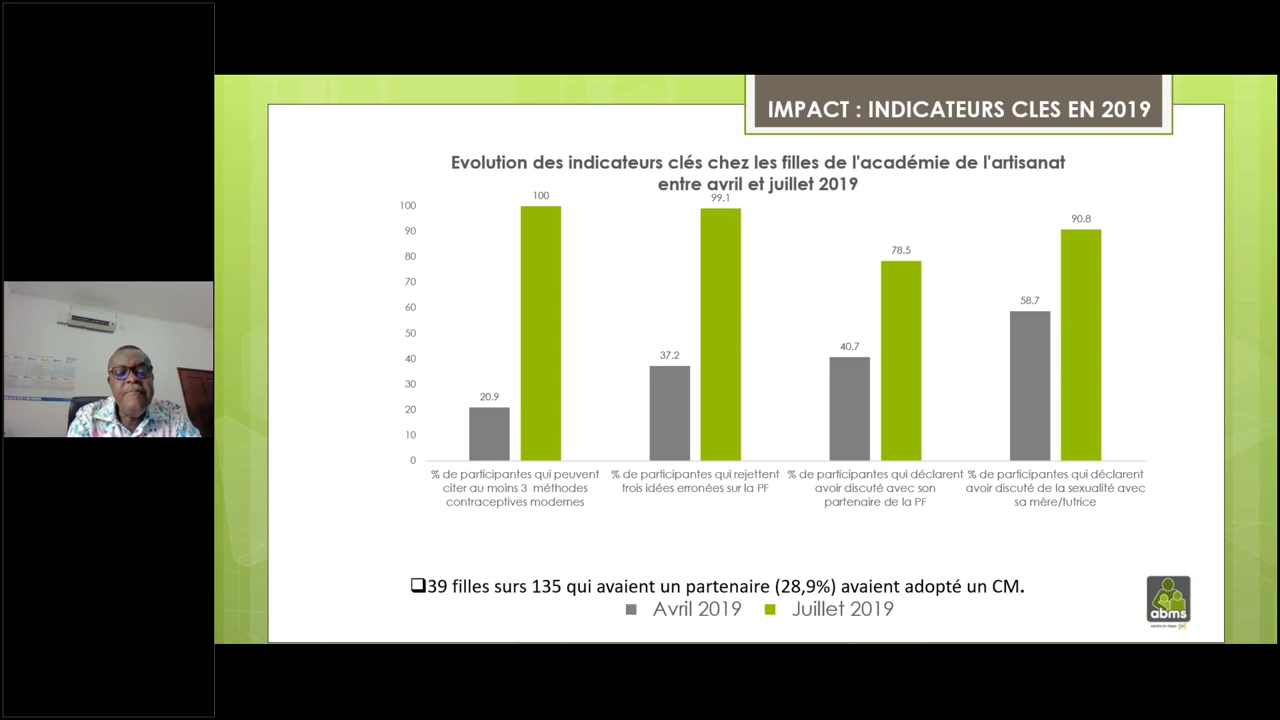 IMPACT : INDICATEURS CLES EN 2019
Evolution des indicateurs clés chez les filles de l'académie de l'artisanat
entre avril et juillet 2019
100
90
80
70
60
50
40
30
20
10
0
20.9
100
37.2
99.1
40.7
78.5
58.7
90.8
% de participantes qui peuvent
citer au moins 3 méthodes
contraceptives modernes
% de participantes qui rejettent
trois idées erronées sur la PF
% de participantes qui déclarent
avoir discuté avec son
partenaire de la PF
% de participantes qui déclarent
avoir discuté de la sexualité avec
sa mère/tutrice
39 filles surs 135 qui avaient un partenaire (28,9%) avaient adopté un CM.
Avril 2019
Juillet 2019
abms